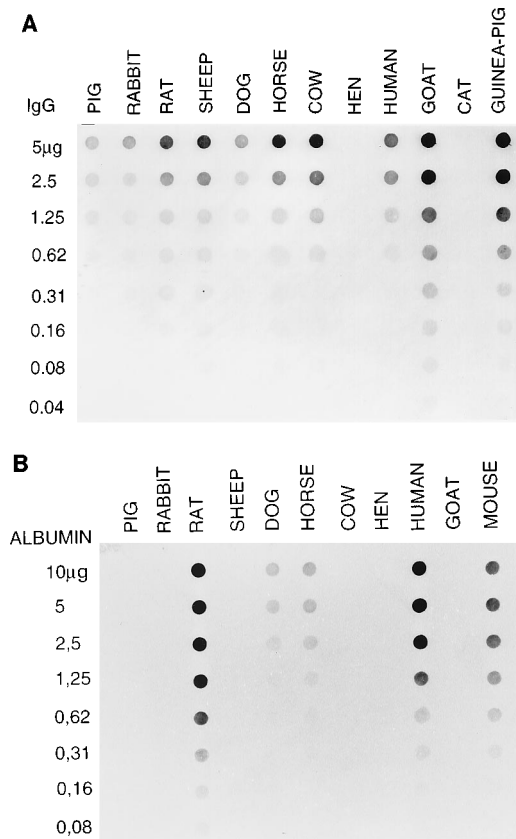 A
IgG PIG RABBIT RAT SHEEP DOG HORSE COW HEN HUMAN GOAT CAT GUINEA-PIG
5µg
2.5
1.25
0.62
0.31
0.16
0.08
0.04
B
ALBUMIN PIG RABBIT RAT SHEEP DOG HORSE COW HEN HUMAN GOAT MOUSE
10µg
5
2,5
1,25
0,62
0,31
0,16
0,08